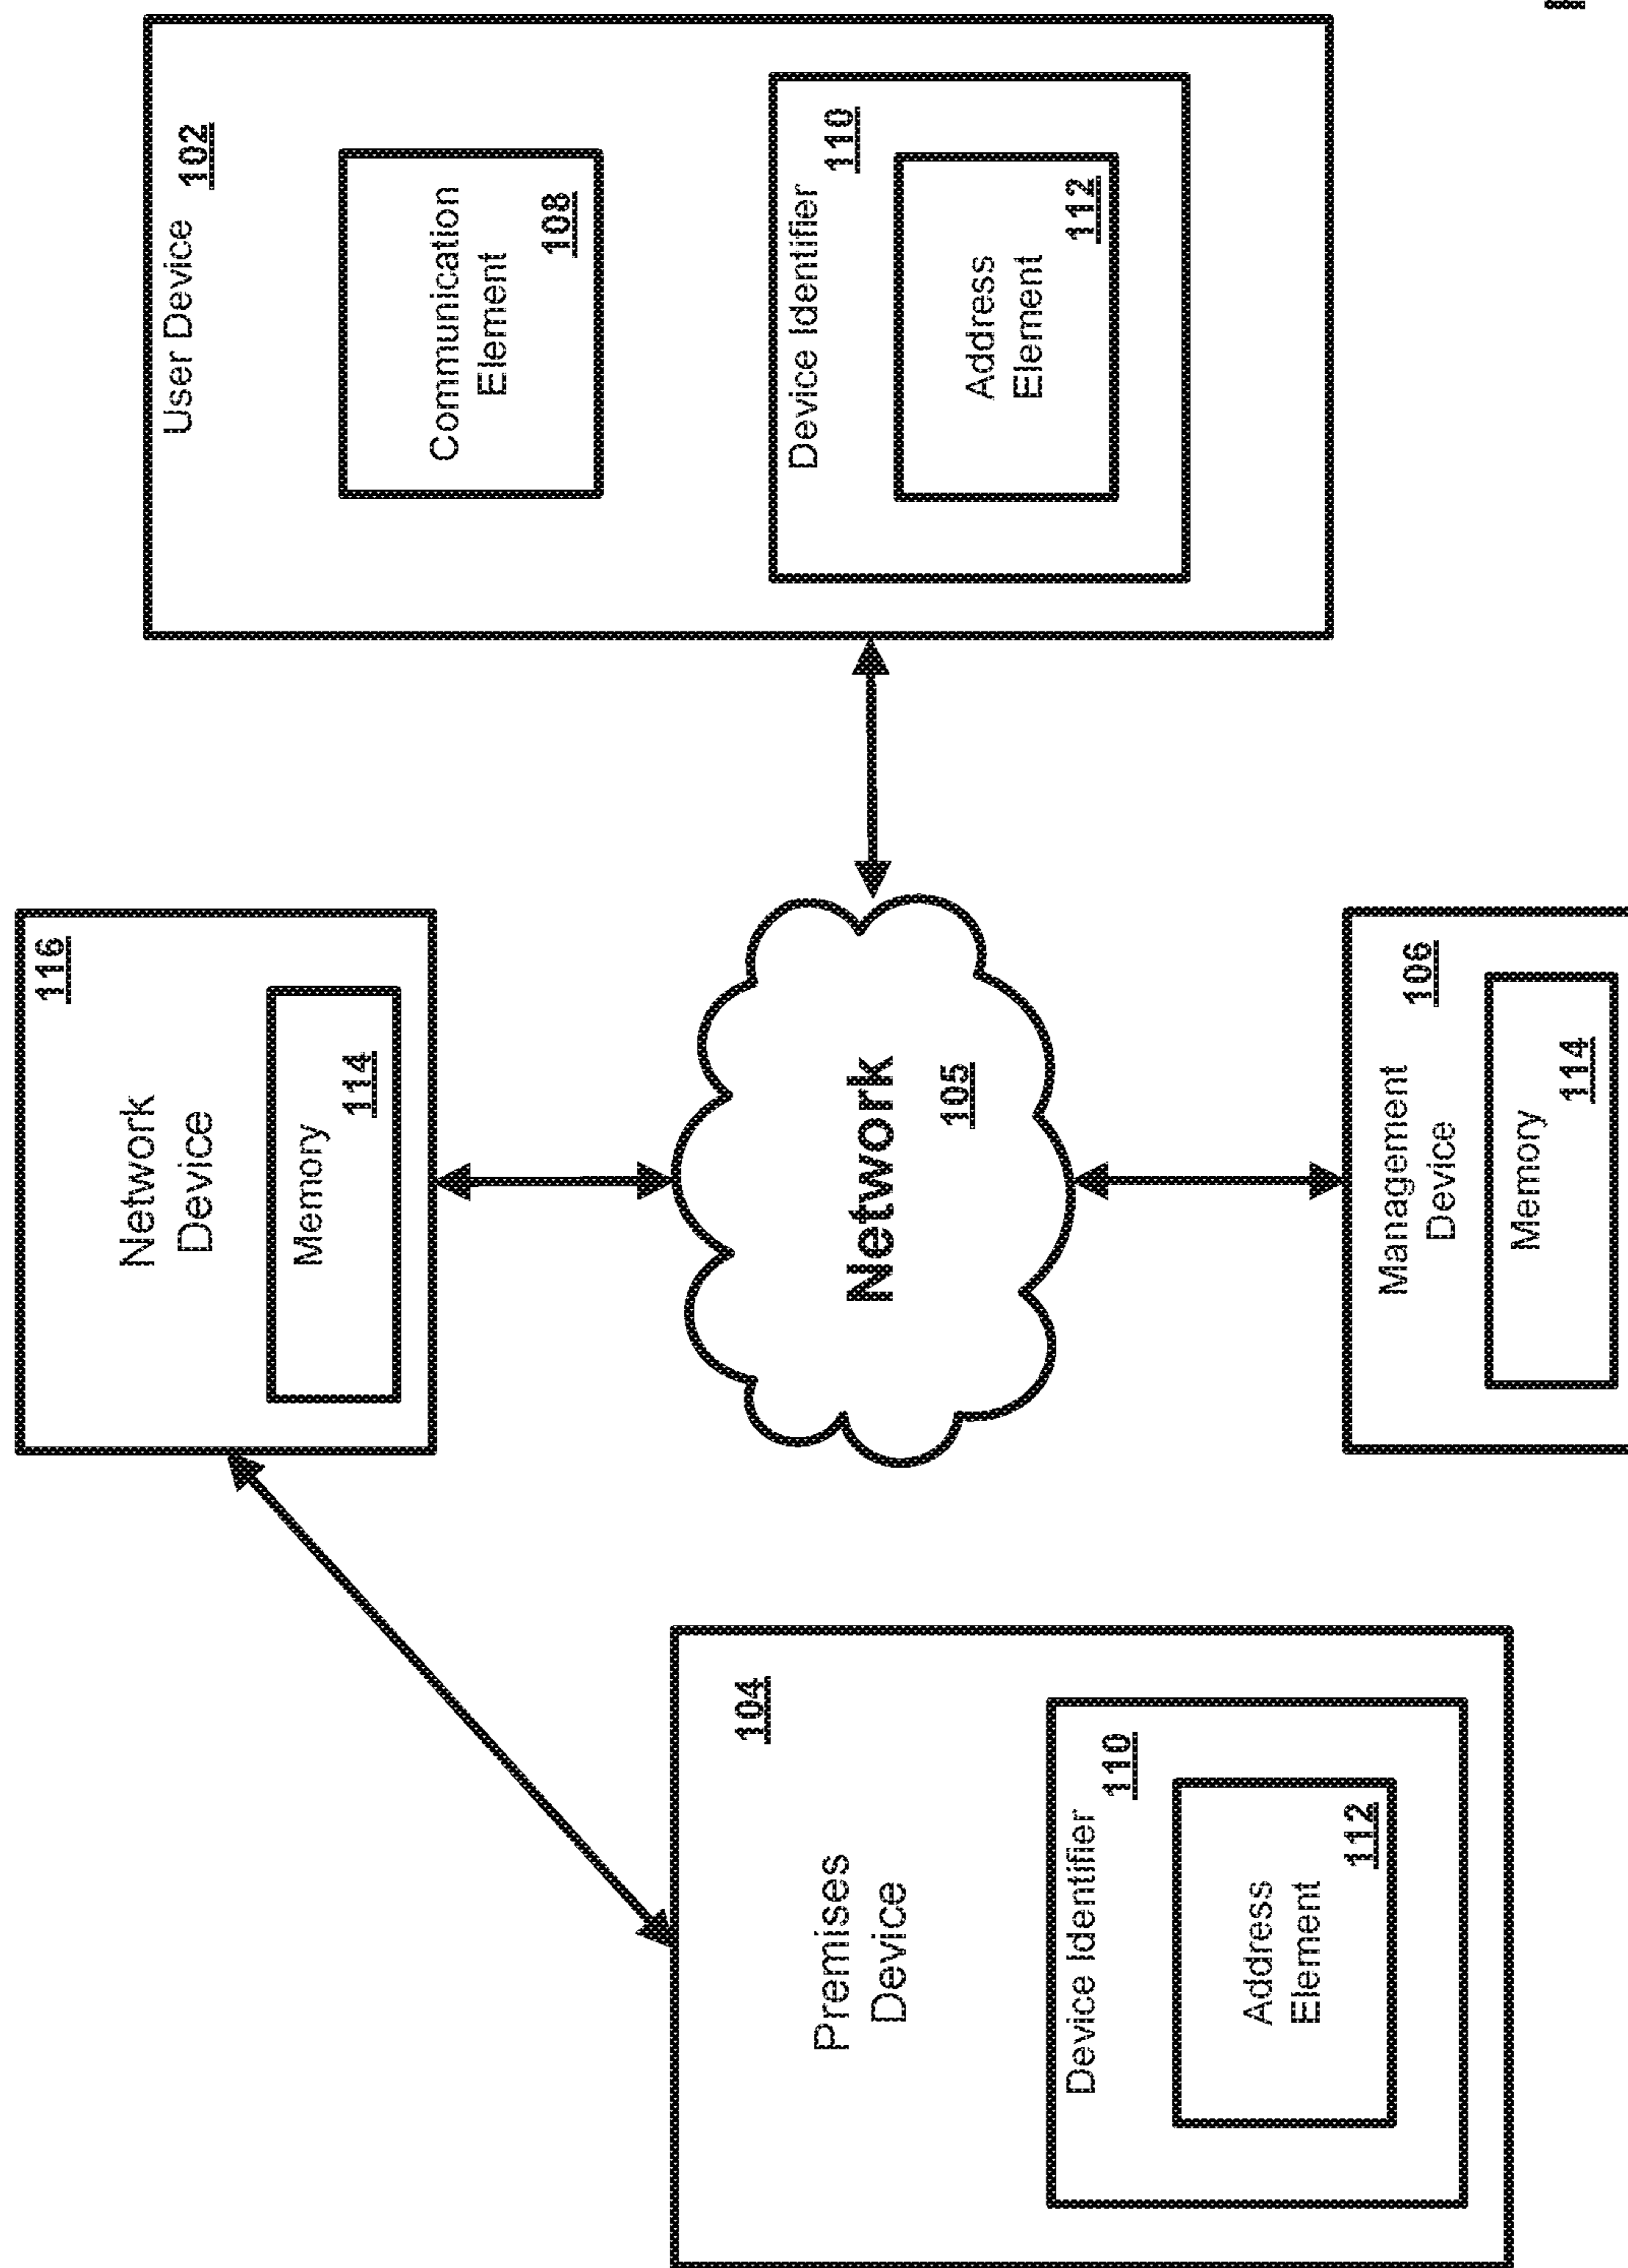 User Device
102
Communication
Element
108
Device Identifier
110
Address
Element
112
116
Network
Device
Memory
114
Network
105
Management
Device
106
Memory
114
104
Premises
Device
Device Identifier
110
Address
Element
112